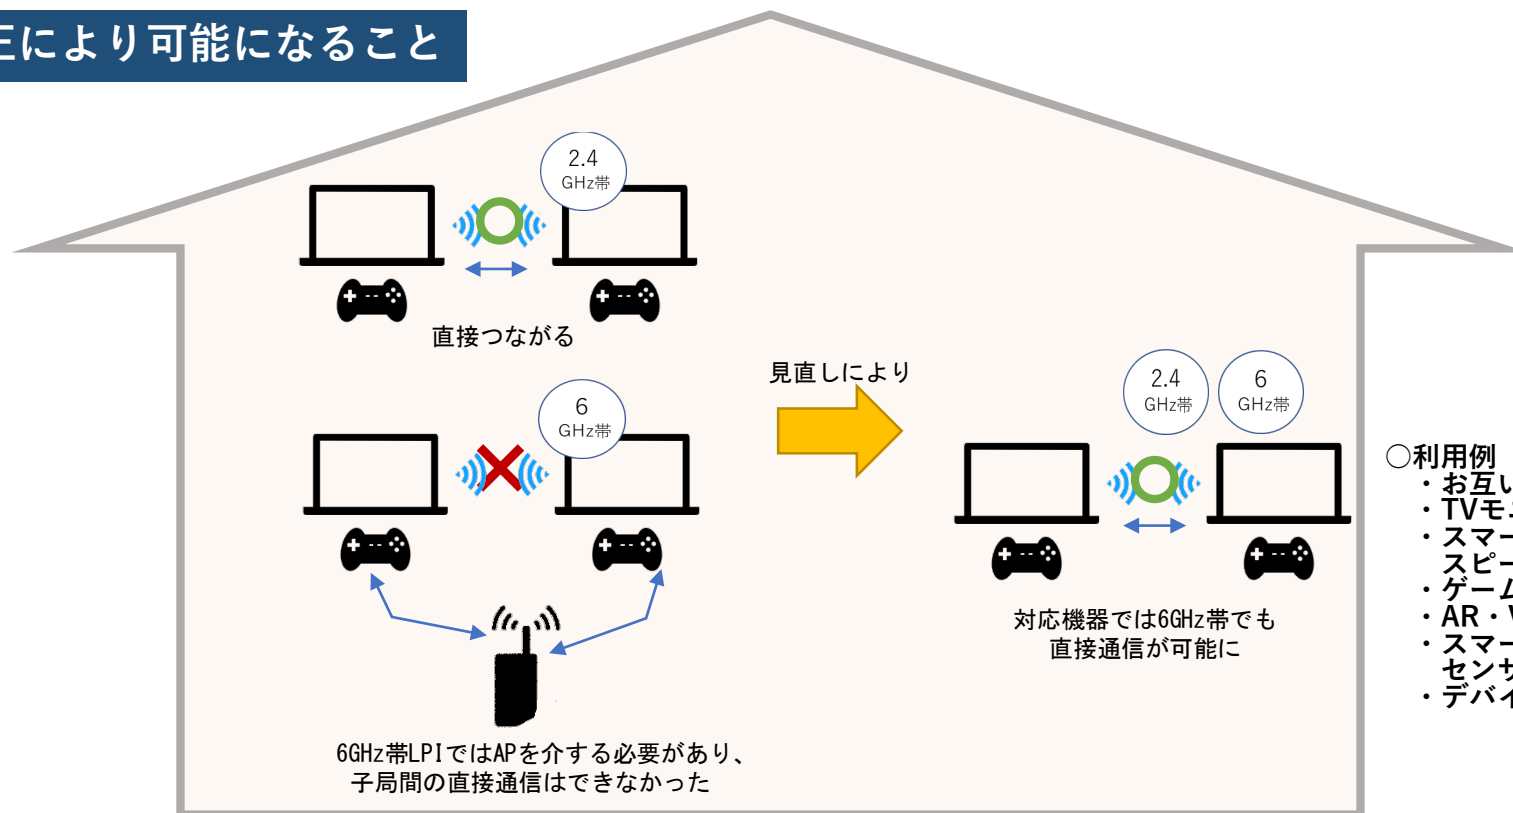 正により可能になること
2.4
GHz帯
直接つながる
6
GHz帯
6GHz帯LPIではAPを介する必要があり、
子局間の直接通信はできなかった
見直しにより
2.4
GHz帯
6
GHz帯
対応機器では6GHz帯でも
直接通信が可能に
○利用例
・お互い
・TVモニ
・スマー
スピー
・ゲーム
・AR・V
・スマー
センサ
・デバイ